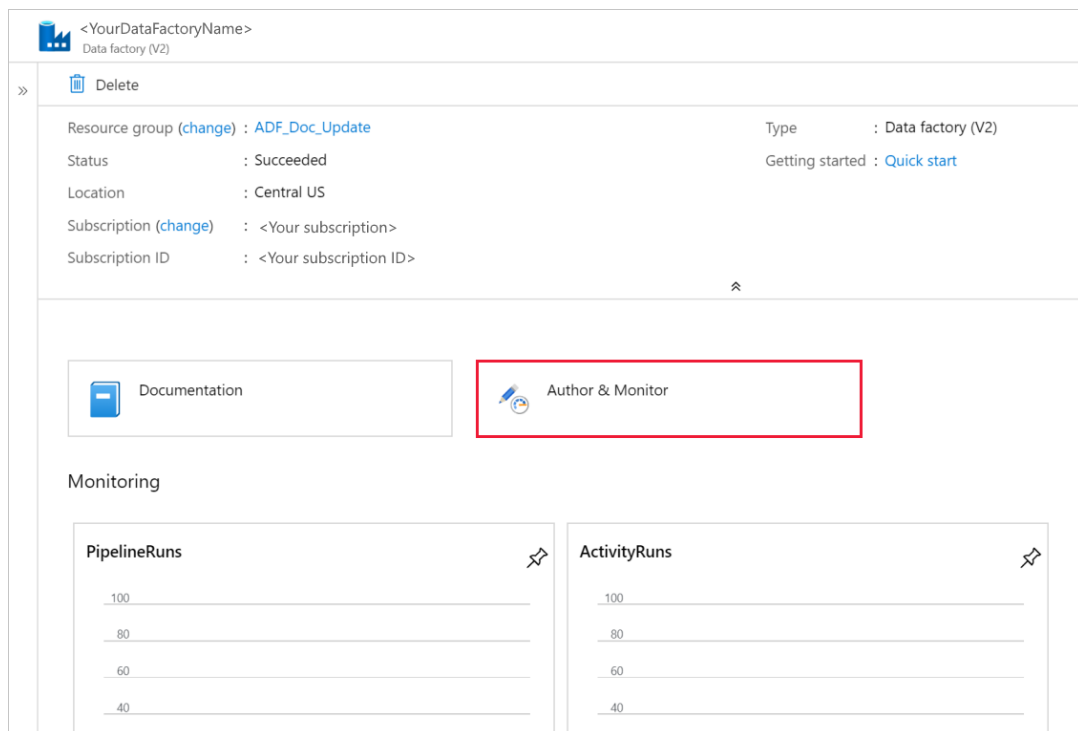 <YourDataFactoryName>
Data factory (V2)
Delete
Resource group (change) : ADF_Doc_Update
Type : Data factory (V2)
Status : Succeeded
Getting started : Quick start
Location : Central US
Subscription (change) : <Your subscription>
Subscription ID : <Your subscription ID>
Documentation
Author & Monitor
Monitoring
PipelineRuns
100
80
60
40
ActivityRuns
100
80
60
40